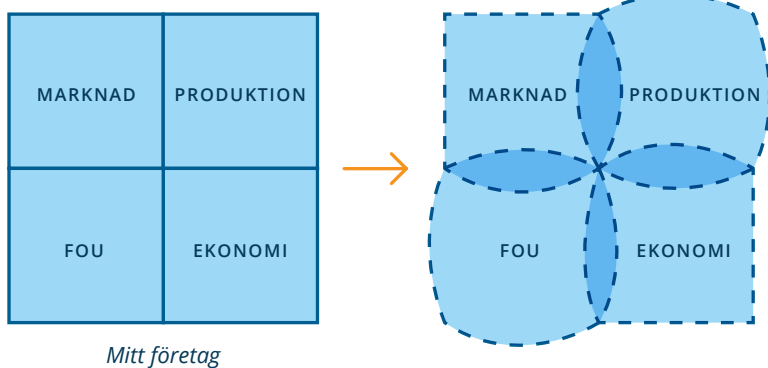 MARKNAD
PRODUKTION
FOU
EKONOMI
Mitt företag
MARKNAD
PRODUKTION
FOU
EKONOMI